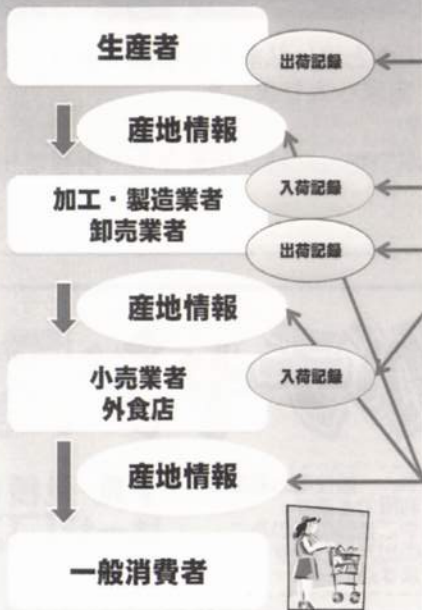 生産者
出荷記録
産地情報
入荷記録
加工・製造業者
卸売業者
出荷記録
産地情報
小売業者
外食店
入荷記録
産地情報
一般消費者